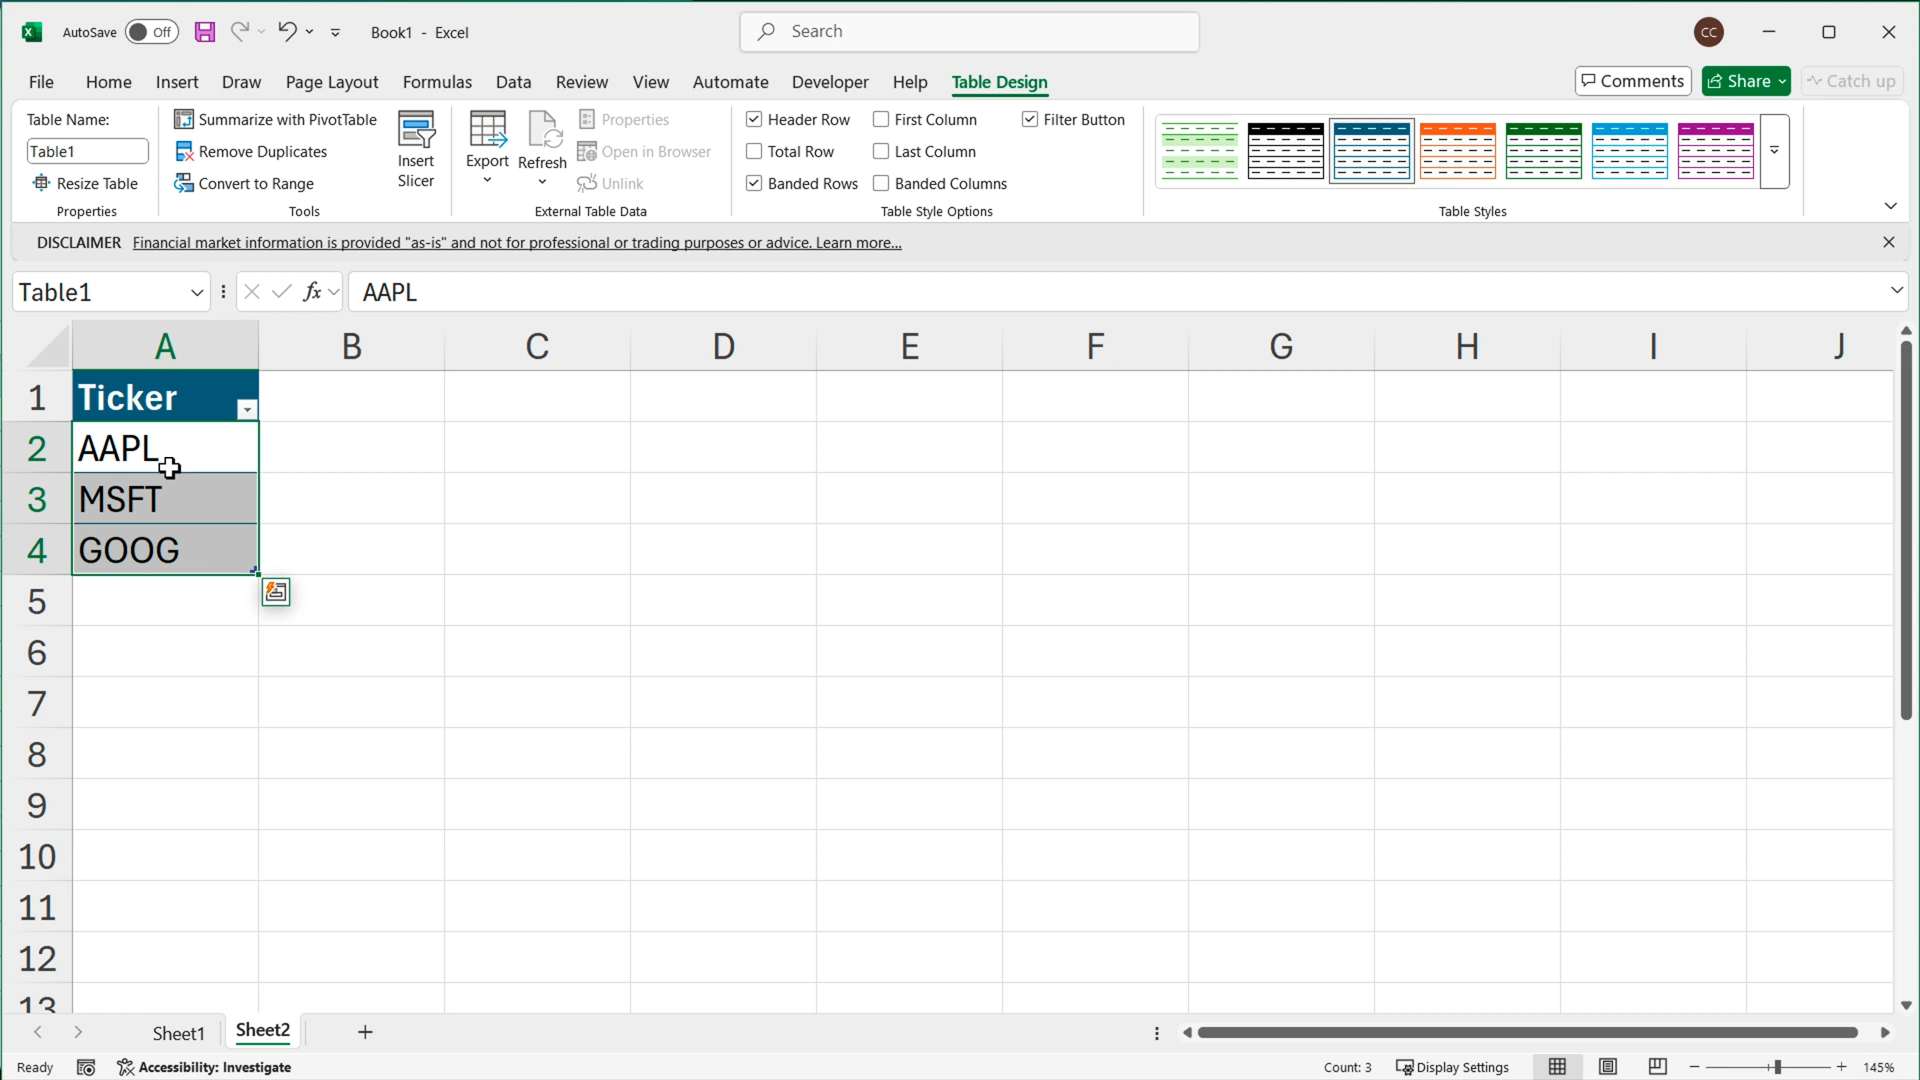 AutoSave Off Book1 - Excel Search CC
File Home Insert Draw Page Layout Formulas Data Review View Automate Developer Help Table Design Comments Share Catch up
Table Name:
Table1
Resize Table
Properties
Summarize with PivotTable
Remove Duplicates
Convert to Range
Tools
Insert
Slicer
Export
Refresh
Properties
Open in Browser
Unlink
External Table Data
Header Row First Column Filter Button
Total Row Last Column
Banded Rows Banded Columns
Table Style Options
Table Styles
DISCLAIMER Financial market information is provided "as-is" and not for professional or trading purposes or advice. Learn more...
Table1 fx AAPL
A B C D E F G H I J
1 Ticker
2 AAPL
3 MSFT
4 GOOG
5
6
7
8
9
10
11
12
13
Sheet1 Sheet2
Ready Accessibility: Investigate Count: 3 Display Settings 145%